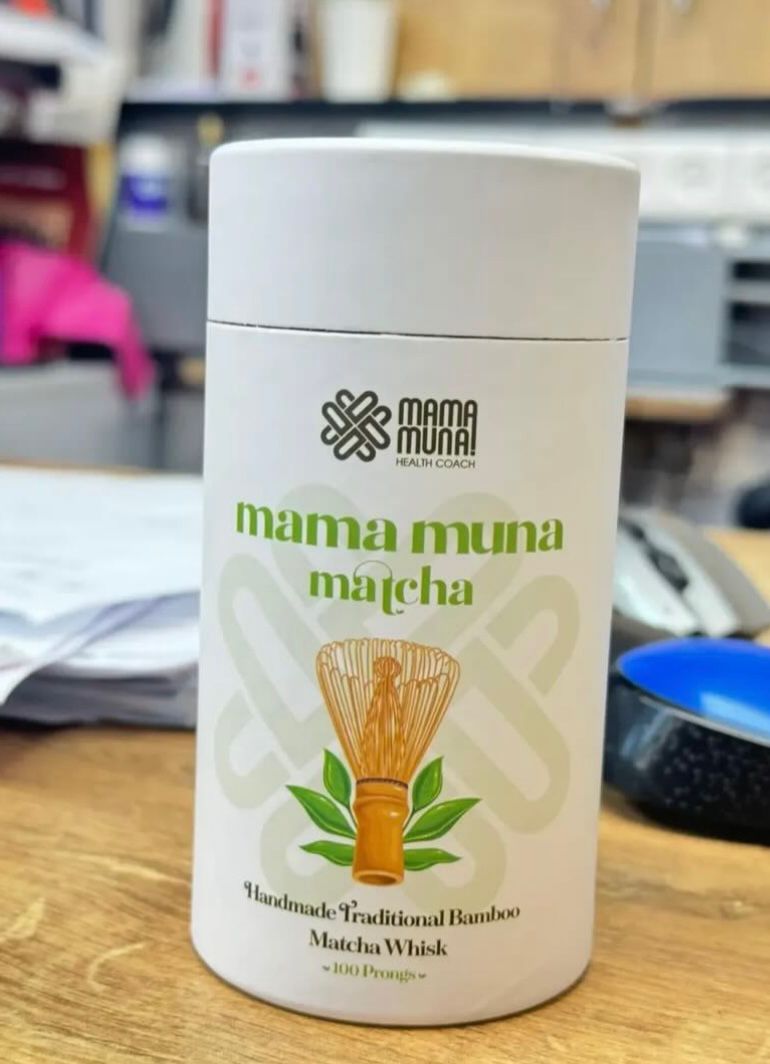 MAMA
MUNA!
HEALTH COACH
mama muna
matcha
Handmade Traditional Bamboo
Matcha Whisk
100 Prongs